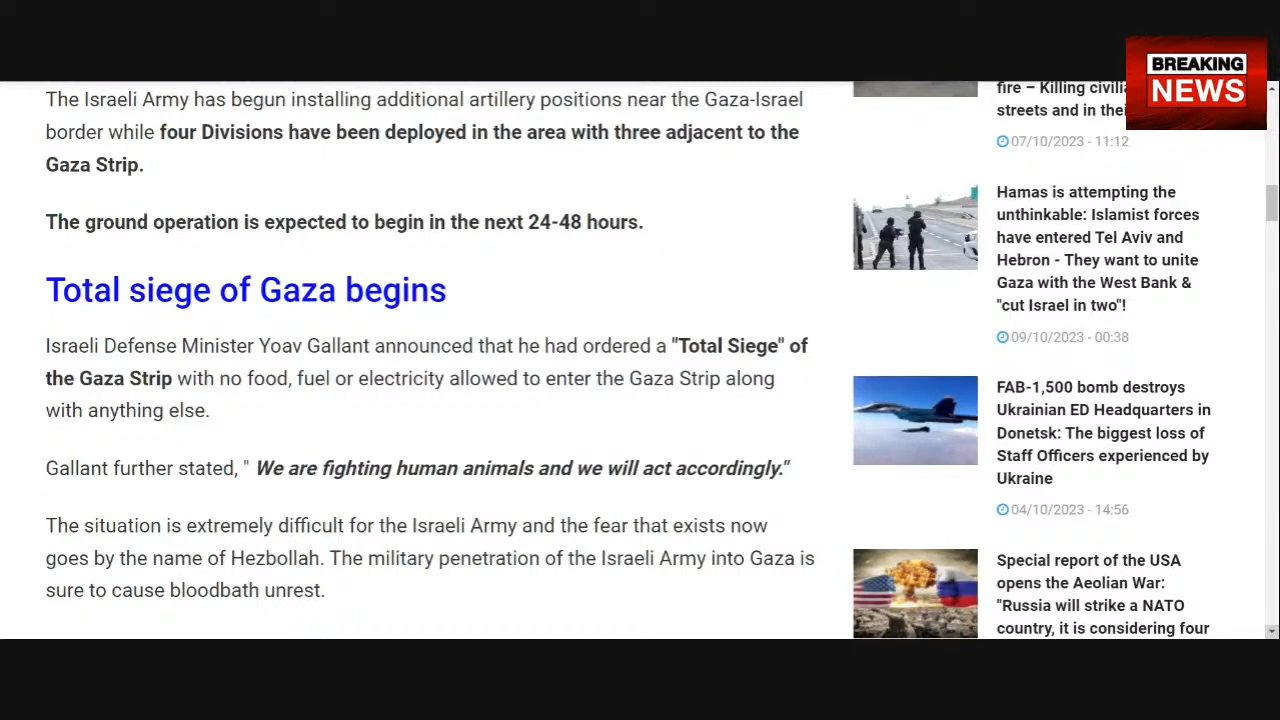 BREAKING
NEWS
The Israeli Army has begun installing additional artillery positions near the Gaza-Israel
border while four Divisions have been deployed in the area with three adjacent to the
Gaza Strip.
The ground operation is expected to begin in the next 24-48 hours.
Total siege of Gaza begins
Israeli Defense Minister Yoav Gallant announced that he had ordered a "Total Siege" of
the Gaza Strip with no food, fuel or electricity allowed to enter the Gaza Strip along
with anything else.
Gallant further stated, " We are fighting human animals and we will act accordingly."
The situation is extremely difficult for the Israeli Army and the fear that exists now
goes by the name of Hezbollah. The military penetration of the Israeli Army into Gaza is
sure to cause bloodbath unrest.
fire – Killing
streets and in
07/10/2023 - 11:12
Hamas is attempting the
unthinkable: Islamist forces
have entered Tel Aviv and
Hebron - They want to unite
Gaza with the West Bank &
"cut Israel in two"!
09/10/2023 - 00:38
FAB-1,500 bomb destroys
Ukrainian ED Headquarters in
Donetsk: The biggest loss of
Staff Officers experienced by
Ukraine
04/10/2023 - 14:56
Special report of the USA
opens the Aeolian War:
"Russia will strike a NATO
country, it is considering four